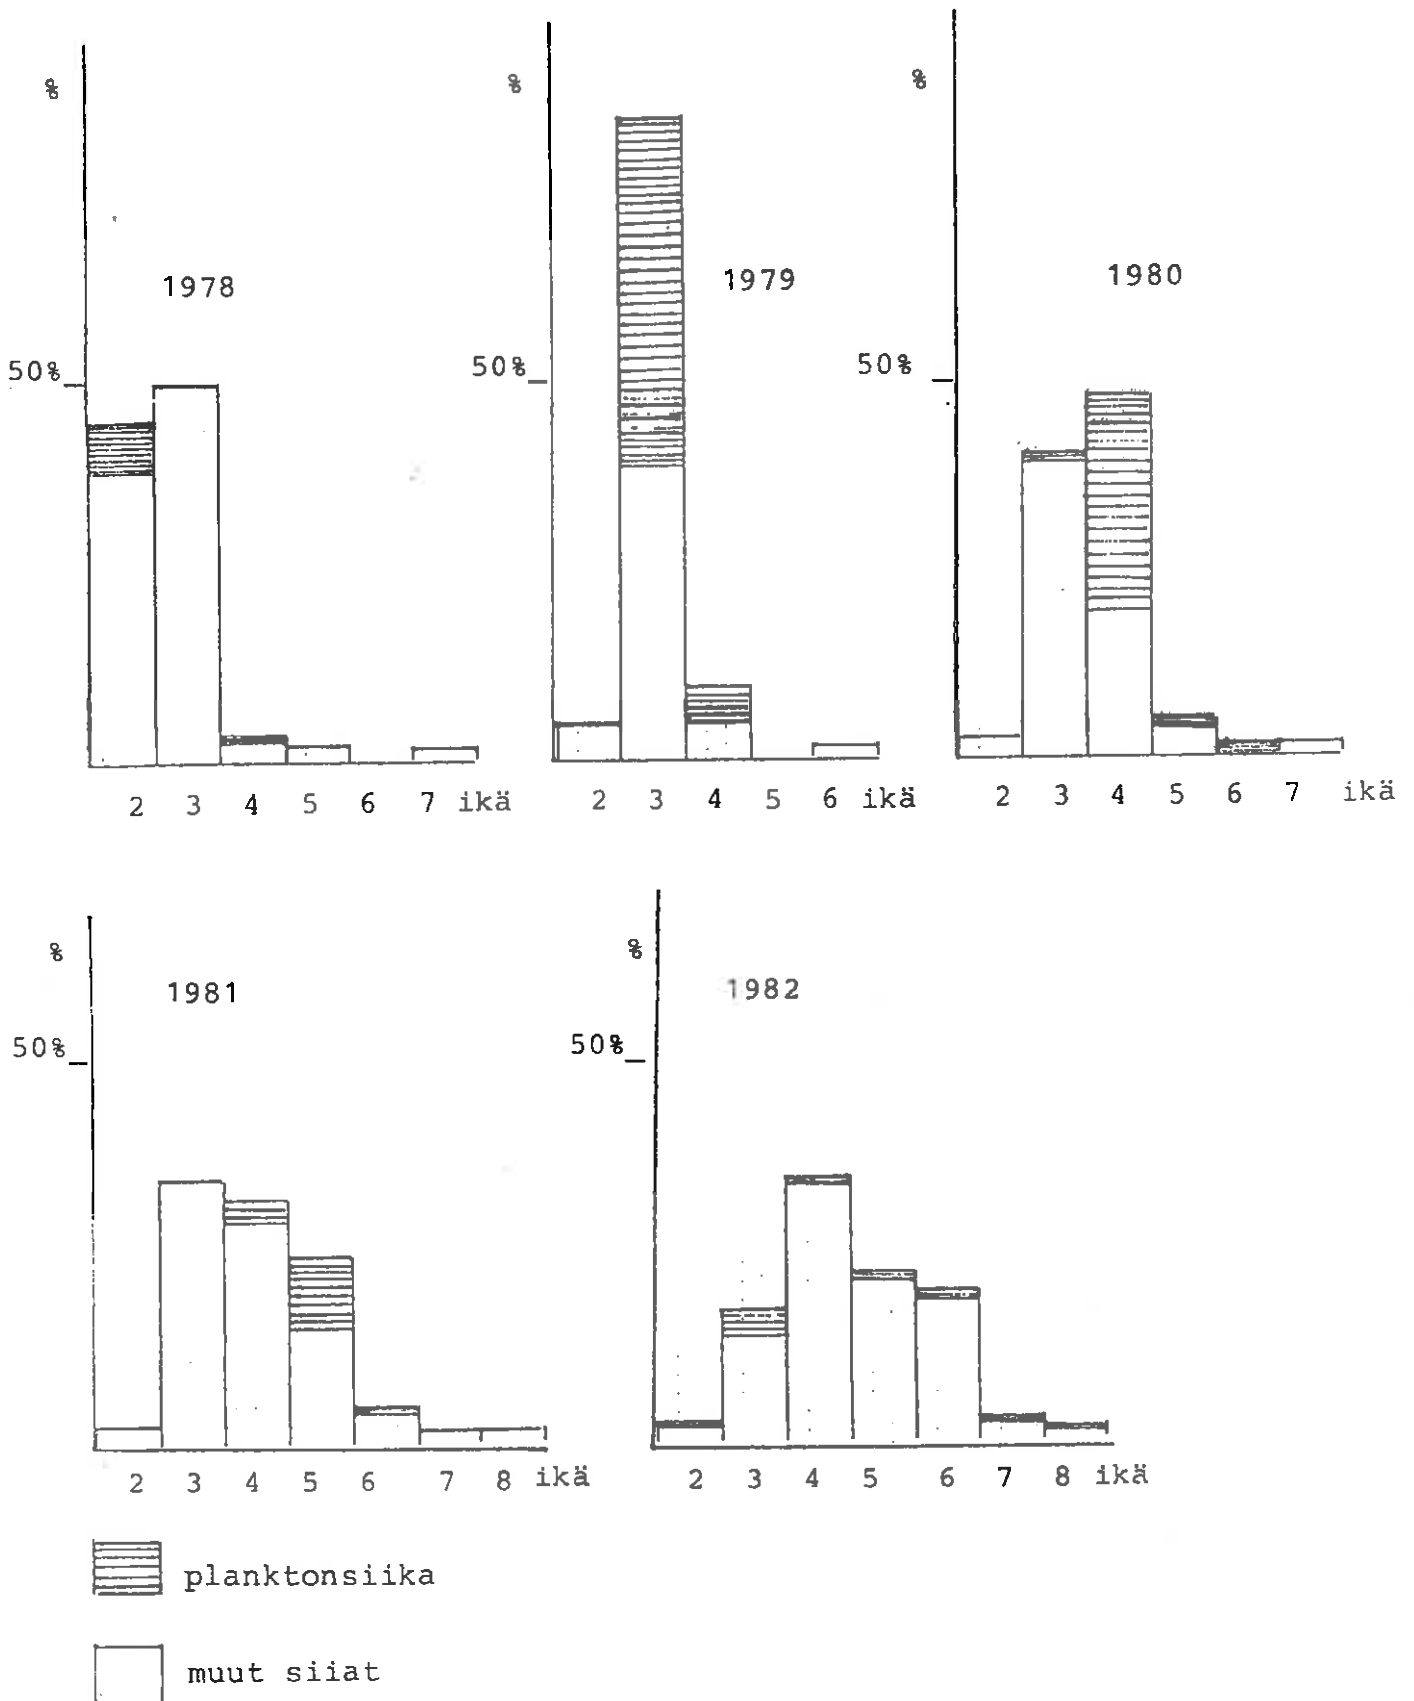 % % %
1978 1979 1980
50% 50% 50%
2 3 4 5 6 7 ikä 2 3 4 5 6 ikä 2 3 4 5 6 7 ikä
% %
1981 1982
50% 50%
2 3 4 5 6 7 8 ikä 2 3 4 5 6 7 8 ikä
planktonsiika
muut siiat